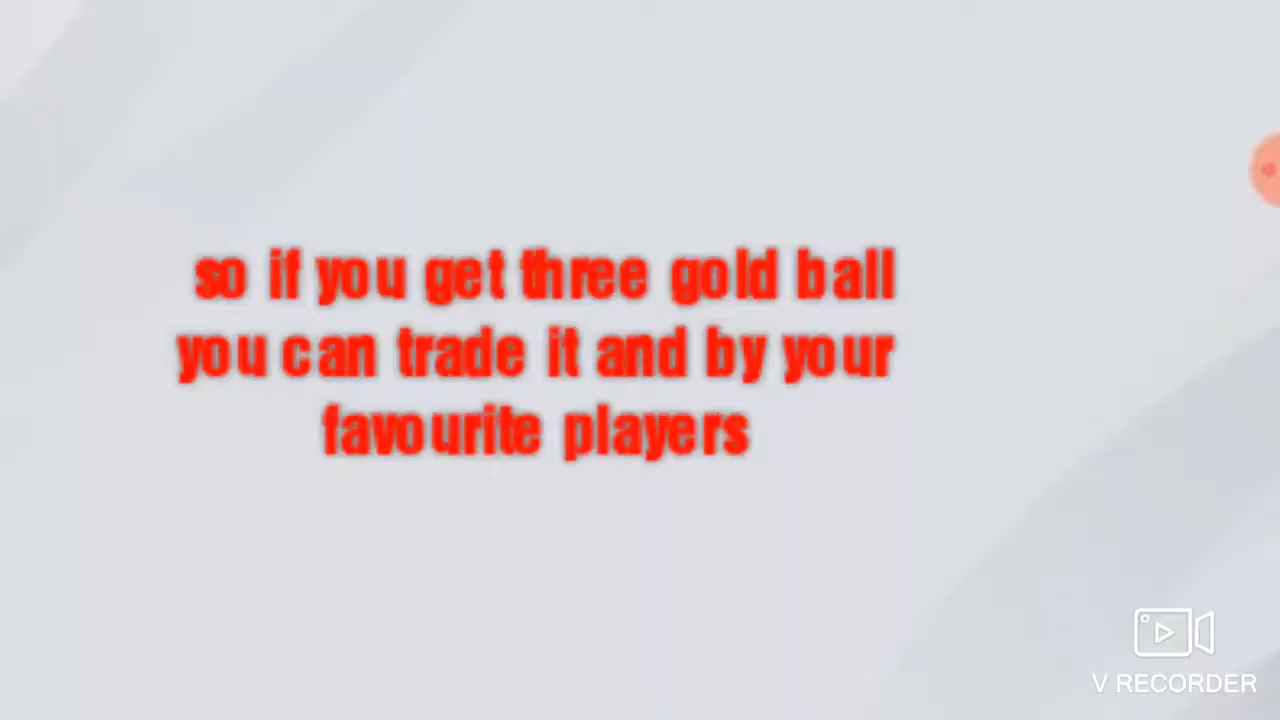 so if you get three gold ball
you can trade it and by your
favourite players
V RECORDER